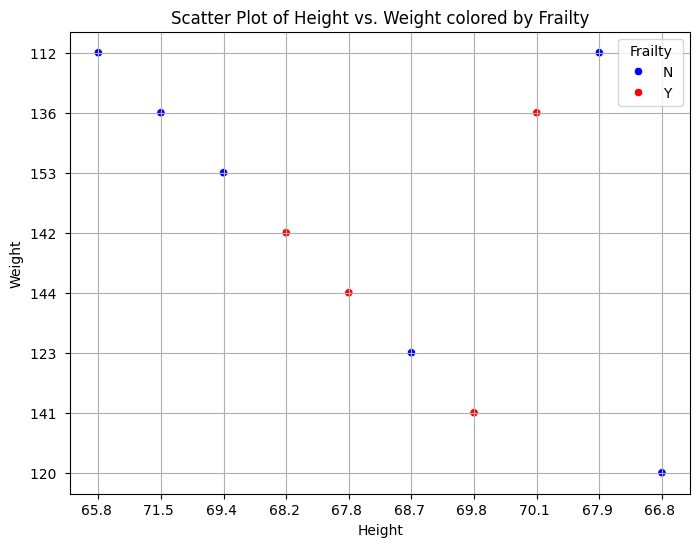 Scatter Plot of Height vs. Weight colored by Frailty
Frailty
N
Y
Weight
112
136
153
142
144
123
141
120
65.8 71.5 69.4 68.2 67.8 68.7 69.8 70.1 67.9 66.8
Height